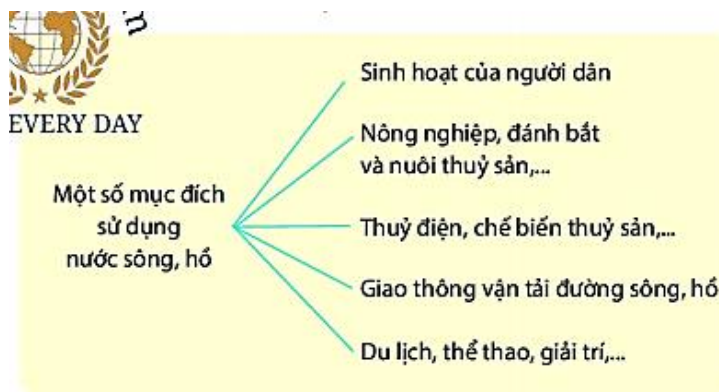 EVERY DAY
Một số mục đích
sử dụng
nước sông, hồ
Sinh hoạt của người dân
Nông nghiệp, đánh bắt
và nuôi thuỷ sản,...
Thuỷ điện, chế biến thuỷ sản,...
Giao thông vận tải đường sông, hồ
Du lịch, thể thao, giải trí,...